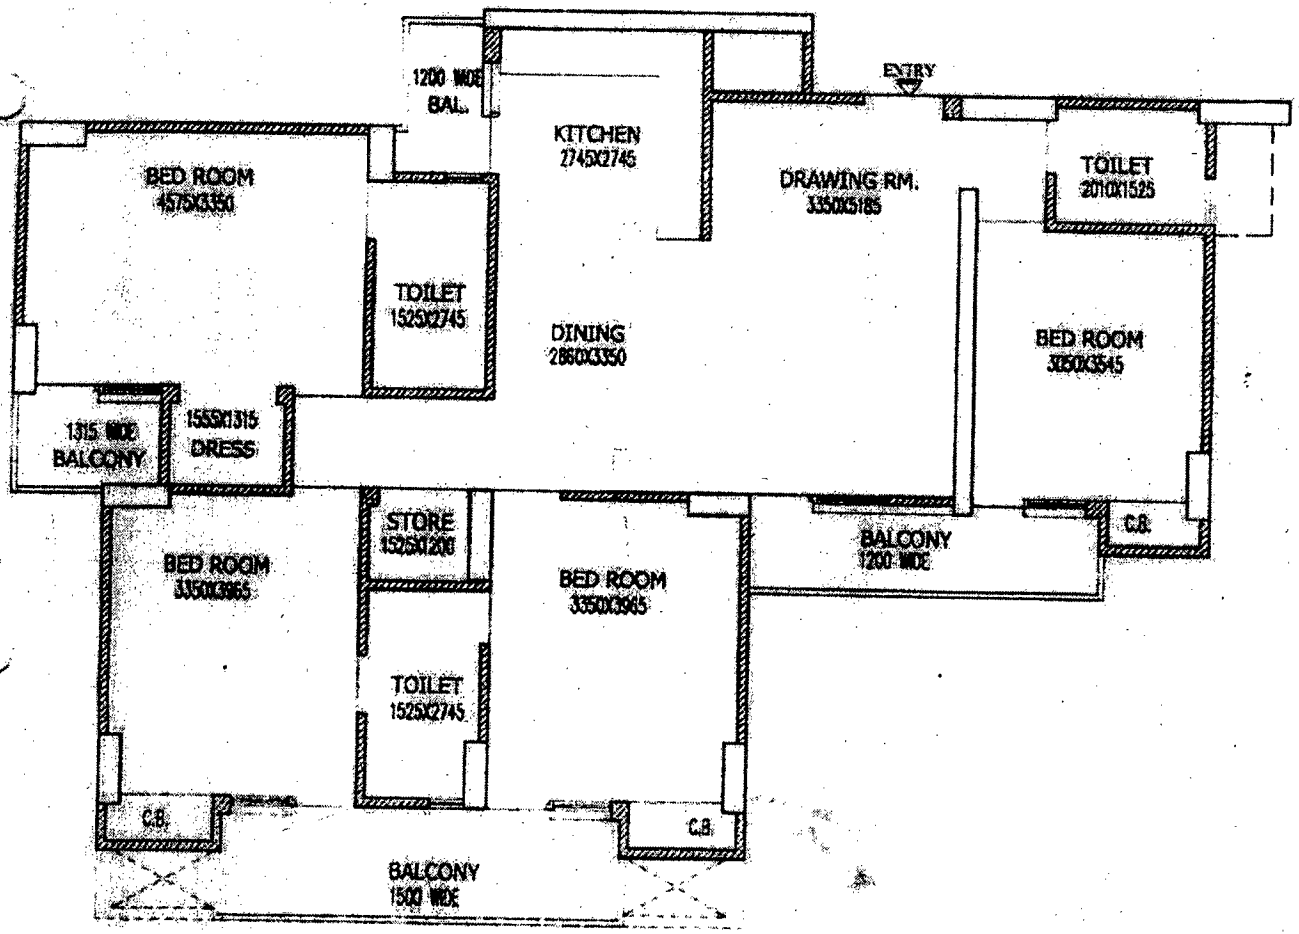 ENTRY
1200 WIDE
BAL.
KITCHEN
2745X2745
BED ROOM
4575X3350
DRAWING RM.
3350X5185
TOILET
2010X1525
TOILET
1525X2745
DINING
2860X3350
BED ROOM
3050X3545
1315 WIDE
BALCONY
1555X1315
DRESS
STORE
1525X1200
C.B.
BALCONY
1200 WIDE
BED ROOM
3350X3965
BED ROOM
3350X3965
TOILET
1525X2745
C.B.
C.B.
BALCONY
1500 WIDE